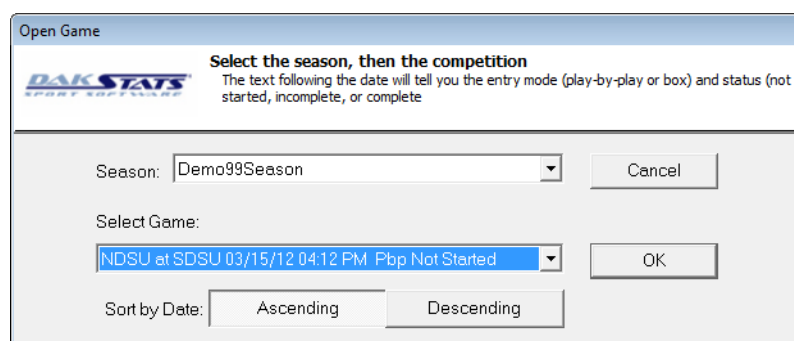 Open Game
Select the season, then the competition
DAK STATS
SPORT SOFTWARE
The text following the date will tell you the entry mode (play-by-play or box) and status (not
started, incomplete, or complete
Season: Demo99Season Cancel
Select Game:
NDSU at SDSU 03/15/12 04:12 PM Pbp Not Started OK
Sort by Date: Ascending Descending